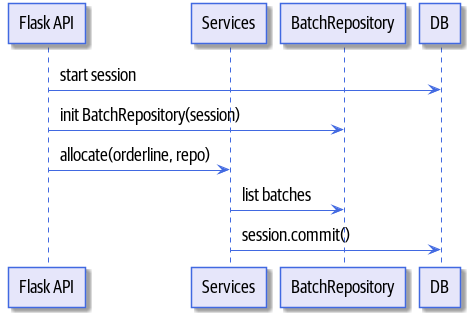 Flask API
Services
BatchRepository
DB
start session
init BatchRepository(session)
allocate(orderline, repo)
list batches
session.commit()
Flask API
Services
BatchRepository
DB